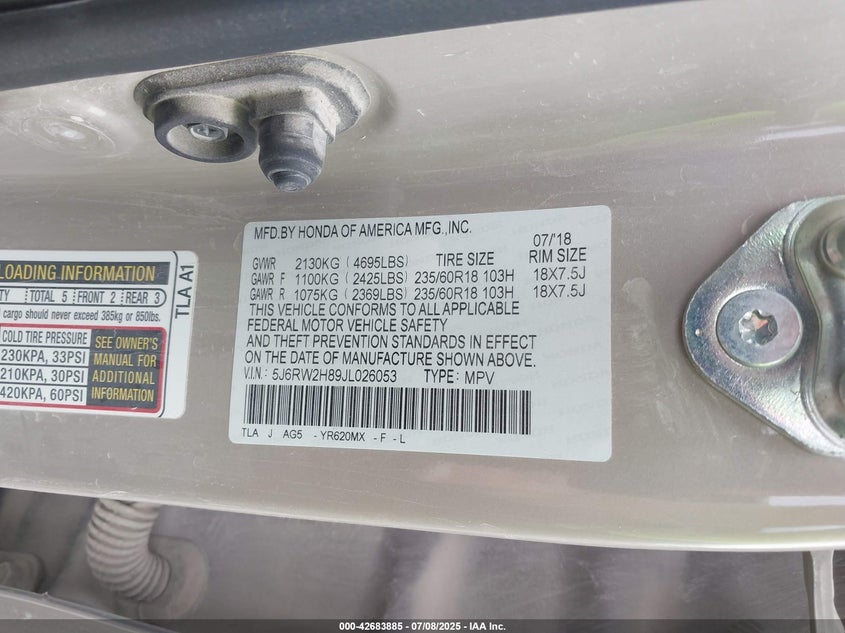 MFD.BY HONDA OF AMERICA MFG.,INC.
07/'18
GVWR 2130KG (4695LBS) TIRE SIZE RIM SIZE
GAWR F 1100KG (2425LBS) 235/60R18 103H 18X7.5J
GAWR R 1075KG (2369LBS) 235/60R18 103H 18X7.5J
THIS VEHICLE CONFORMS TO ALL APPLICABLE
FEDERAL MOTOR VEHICLE SAFETY
AND THEFT PREVENTION STANDARDS IN EFFECT
ON THE DATE OF MANUFACTURE SHOWN ABOVE.
V.I.N.: 5J6RW2H89JL026053 TYPE: MPV
TLA J AG5 -YR620MX -F -L
LOADING INFORMATION
TOTAL 5 FRONT 2 REAR 3
cargo should never exceed 385kg or 850lbs.
COLD TIRE PRESSURE
230KPA, 33PSI
210KPA, 30PSI
420KPA, 60PSI
SEE OWNER'S
MANUAL FOR
ADDITIONAL
INFORMATION
TLA A1
000-42683885 - 07/08/2025 - IAA Inc.